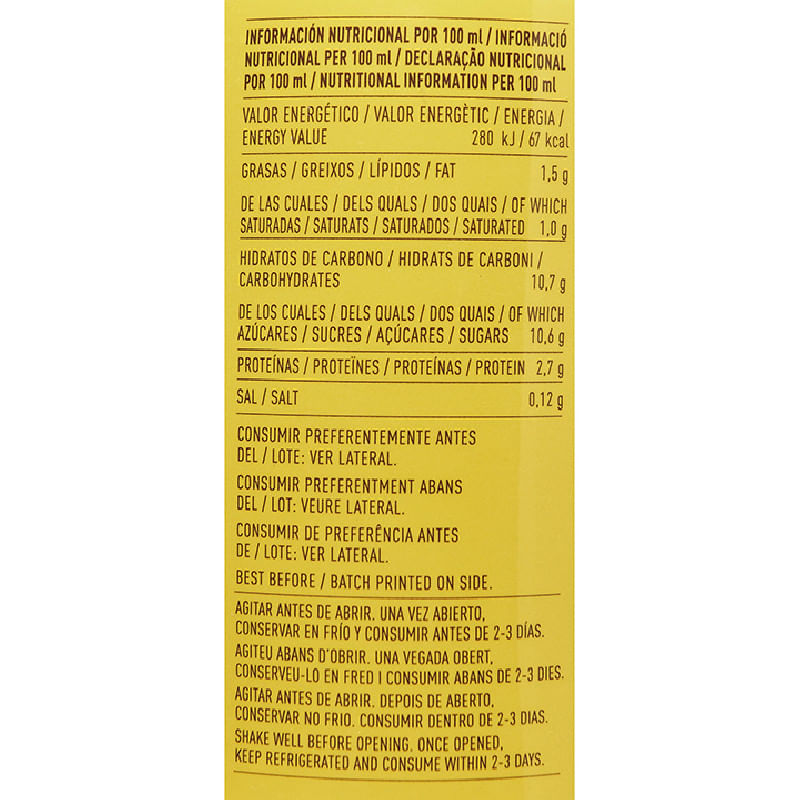 INFORMACIÓN NUTRICIONAL POR 100 ml / INFORMACIÓ
NUTRICIONAL PER 100 ml / DECLARAÇÃO NUTRICIONAL
POR 100 ml / NUTRITIONAL INFORMATION PER 100 ml
VALOR ENERGÉTICO / VALOR ENERGÈTIC / ENERGIA /
ENERGY VALUE 280 kJ / 67 kcal
GRASAS / GREIXOS / LÍPIDOS / FAT 1,5 g
DE LAS CUALES / DELS QUALS / DOS QUAIS / OF WHICH
SATURADAS / SATURATS / SATURADOS / SATURATED 1,0 g
HIDRATOS DE CARBONO / HIDRATS DE CARBONI /
CARBOHYDRATES 10,7 g
DE LOS CUALES / DELS QUALS / DOS QUAIS / OF WHICH
AZÚCARES / SUCRES / AÇÚCARES / SUGARS 10,6 g
PROTEÍNAS / PROTEÏNES / PROTEÍNAS / PROTEIN 2,7 g
SAL / SALT 0,12 g
CONSUMIR PREFERENTEMENTE ANTES
DEL / LOTE: VER LATERAL.
CONSUMIR PREFERENTMENT ABANS
DEL / LOT: VEURE LATERAL.
CONSUMIR DE PREFERÊNCIA ANTES
DE / LOTE: VER LATERAL.
BEST BEFORE / BATCH PRINTED ON SIDE.
AGITAR ANTES DE ABRIR. UNA VEZ ABIERTO,
CONSERVAR EN FRÍO Y CONSUMIR ANTES DE 2-3 DÍAS.
AGITEU ABANS D'OBRIR. UNA VEGADA OBERT,
CONSERVEU-LO EN FRED I CONSUMIR ABANS DE 2-3 DIES.
AGITAR ANTES DE ABRIR. DEPOIS DE ABERTO,
CONSERVAR NO FRIO. CONSUMIR DENTRO DE 2-3 DIAS.
SHAKE WELL BEFORE OPENING. ONCE OPENED,
KEEP REFRIGERATED AND CONSUME WITHIN 2-3 DAYS.